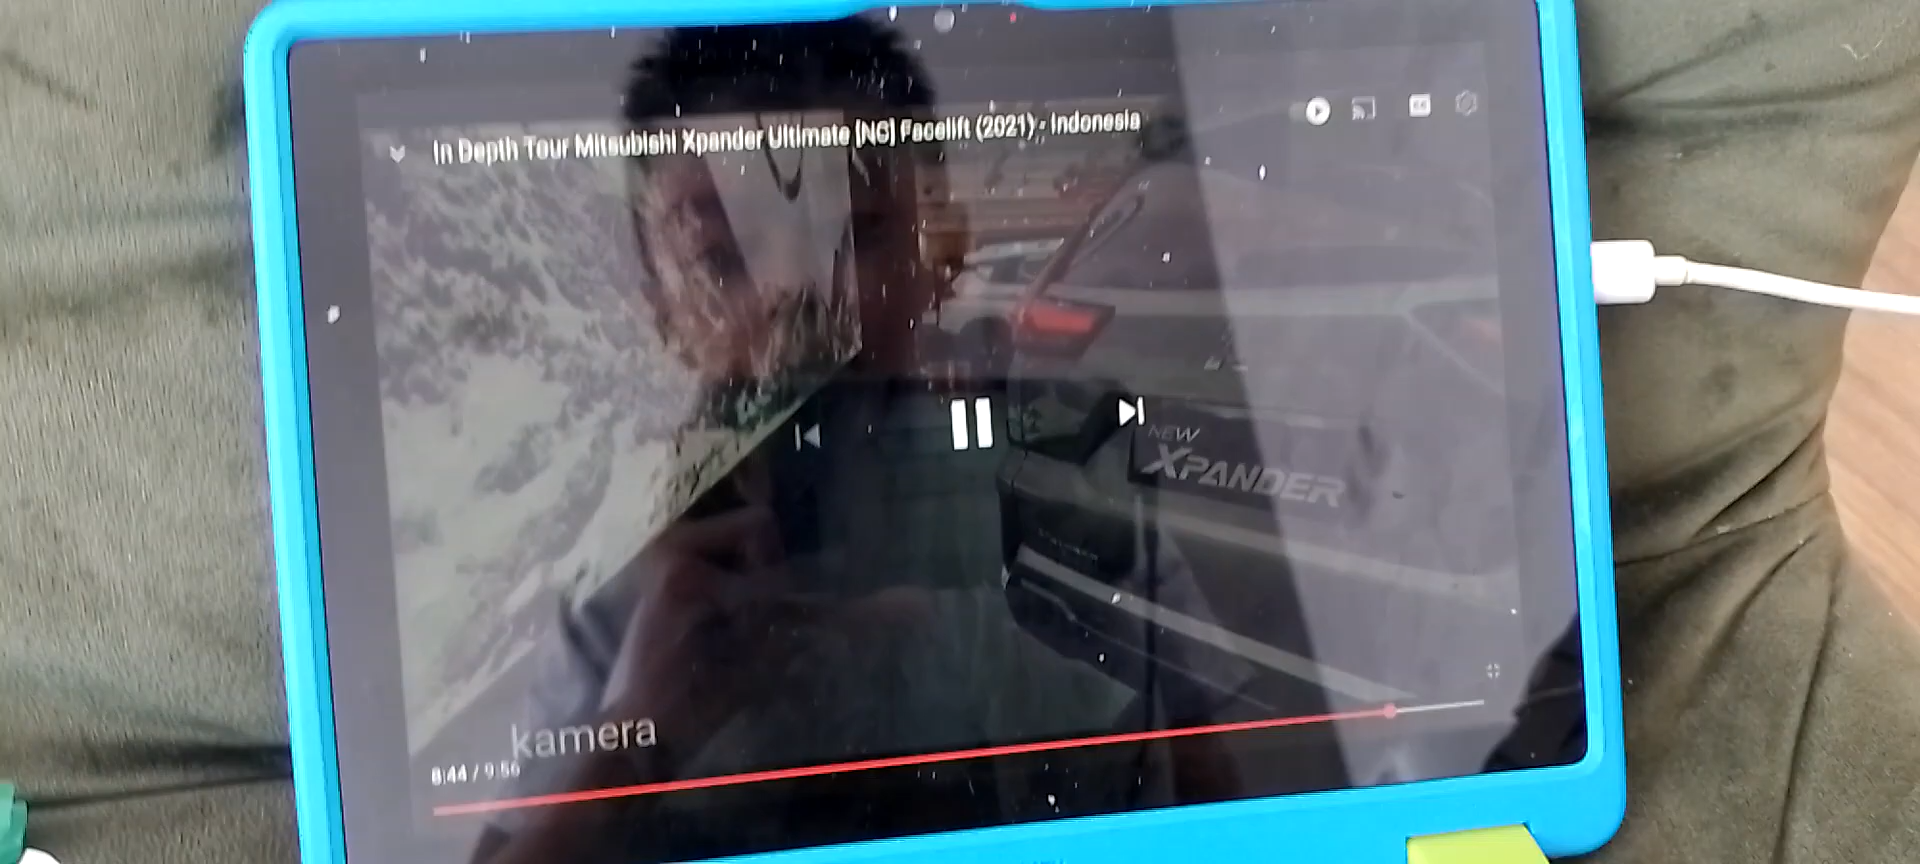 In Depth Tour Mitsubishi Xpander Ultimate [NC] Facelift (2021) - Indonesia
NEW
XPANDER
kamera
8:44 / 9:56